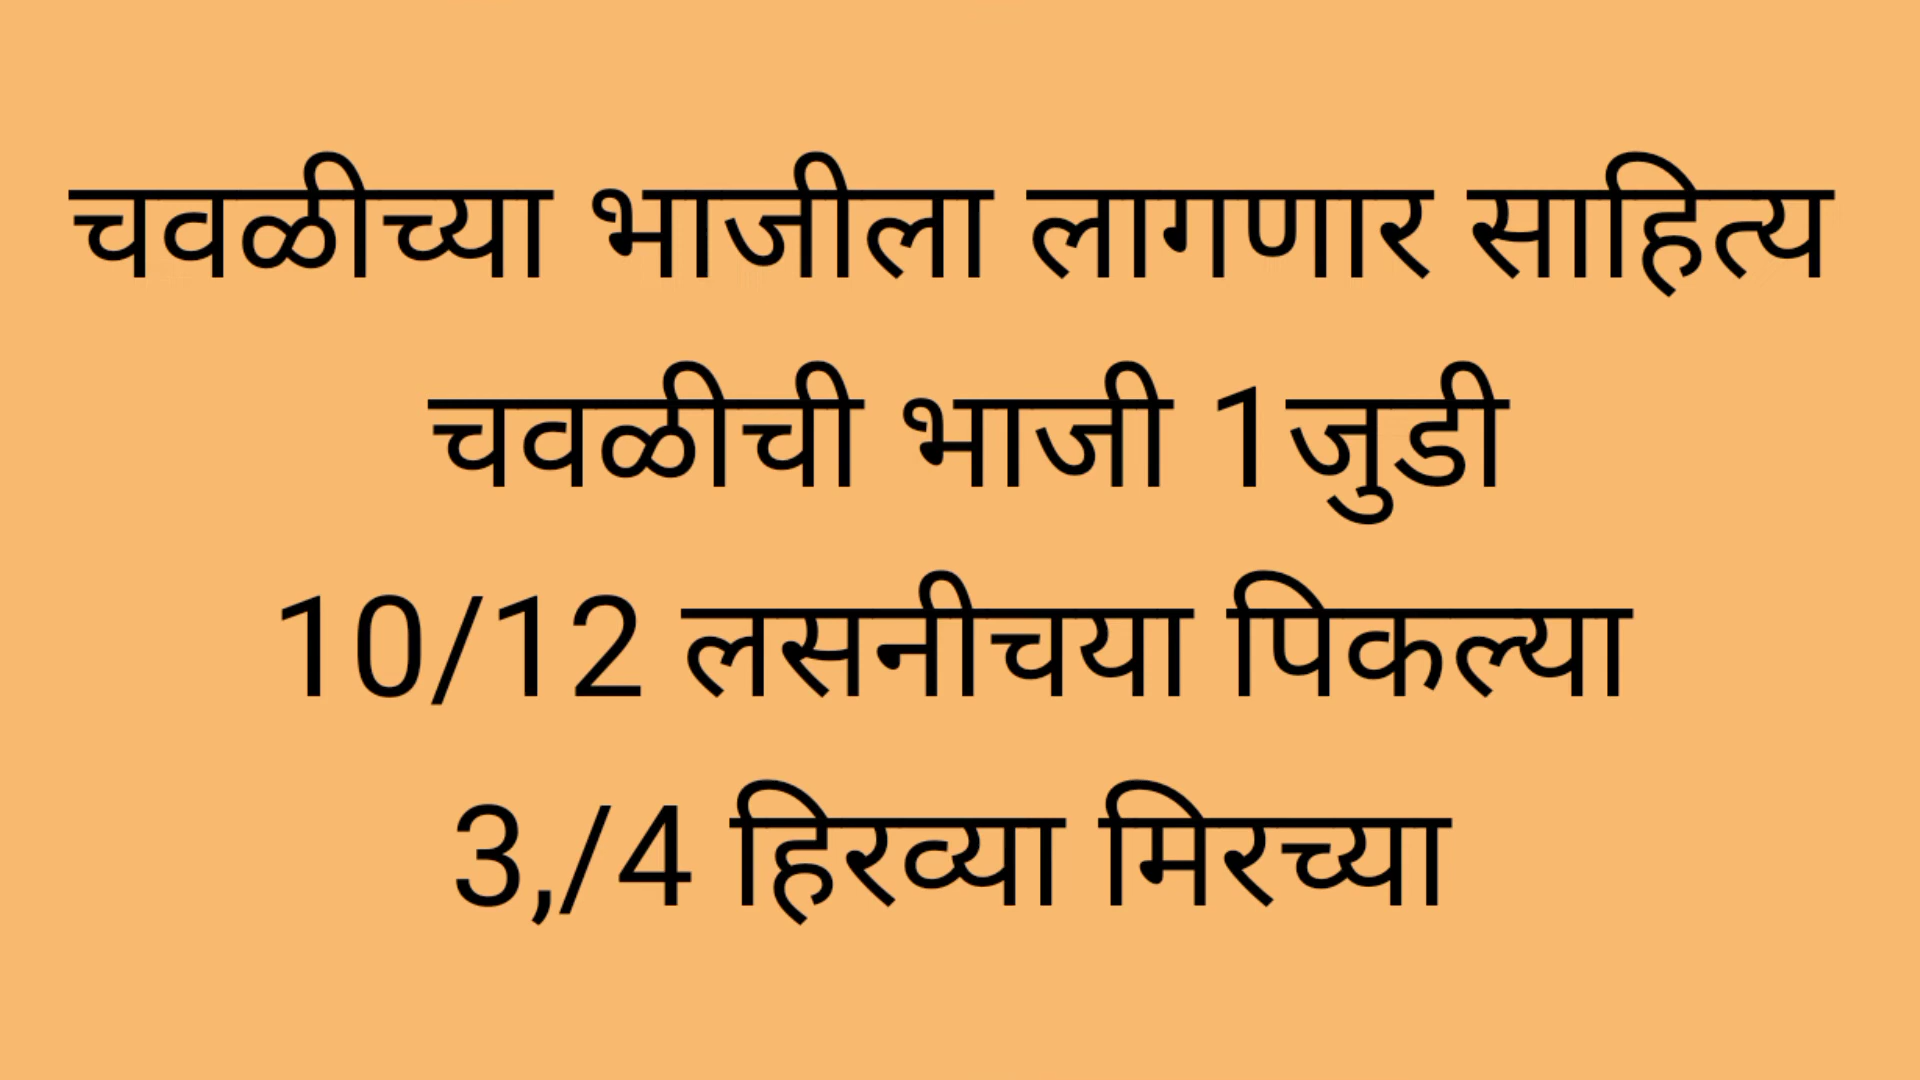 चवळीच्या भाजीला लागणार साहित्य
चवळीची भाजी 1जुडी
10/12 लसनीचया पिकल्या
3,/4 हिरव्या मिरच्या